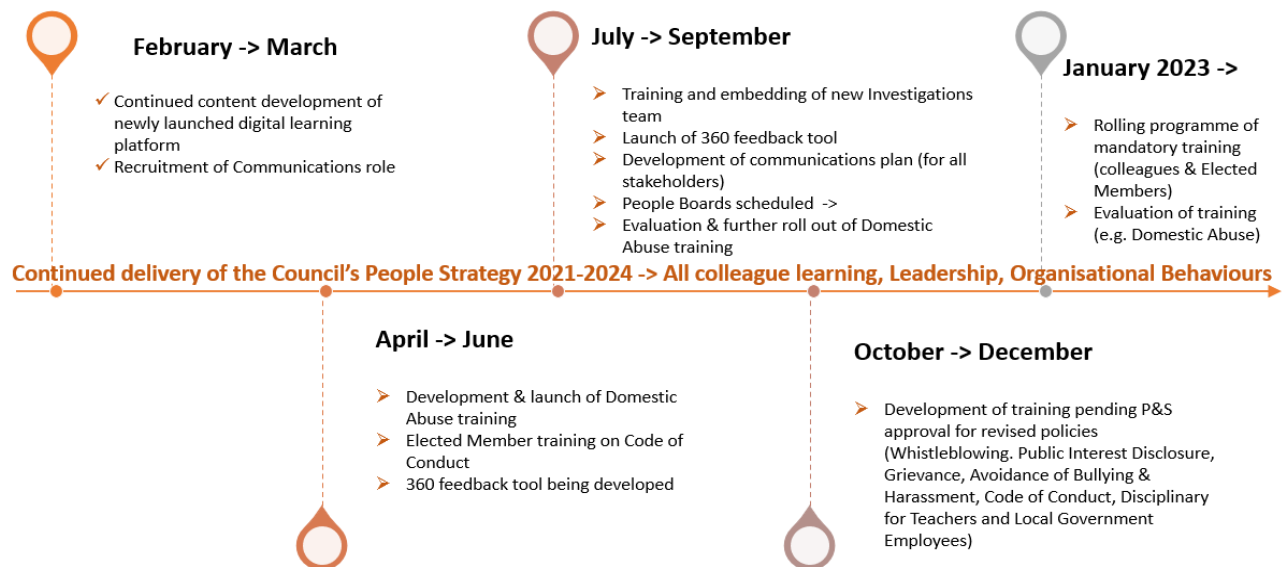 February -> March
✓ Continued content development of
newly launched digital learning
platform
✓ Recruitment of Communications role
July -> September
➢ Training and embedding of new Investigations
team
➢ Launch of 360 feedback tool
➢ Development of communications plan (for all
stakeholders)
➢ People Boards scheduled ->
➢ Evaluation & further roll out of Domestic
Abuse training
January 2023 ->
➢ Rolling programme of
mandatory training
(colleagues & Elected
Members)
➢ Evaluation of training
(e.g. Domestic Abuse)
Continued delivery of the Council's People Strategy 2021-2024 -> All colleague learning, Leadership, Organisational Behaviours
April -> June
➢ Development & launch of Domestic
Abuse training
➢ Elected Member training on Code of
Conduct
➢ 360 feedback tool being developed
October -> December
➢ Development of training pending P&S
approval for revised policies
(Whistleblowing. Public Interest Disclosure,
Grievance, Avoidance of Bullying &
Harassment, Code of Conduct, Disciplinary
for Teachers and Local Government
Employees)